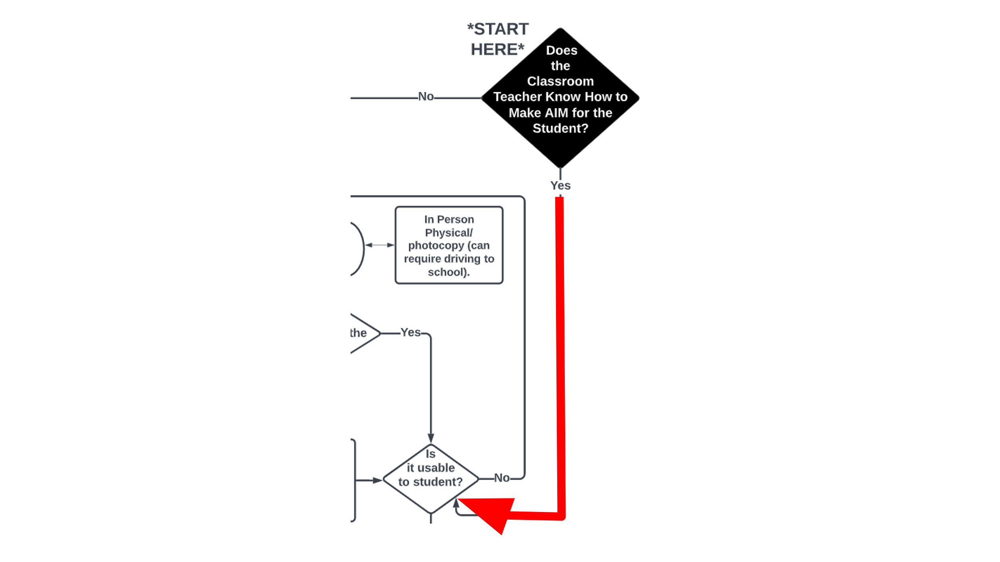 *START
HERE*
Does
the
Classroom
Teacher Know How to
Make AIM for the
Student?
No
Yes
In Person
Physical/
photocopy (can
require driving to
school).
the
Yes
Is
it usable
to student?
No